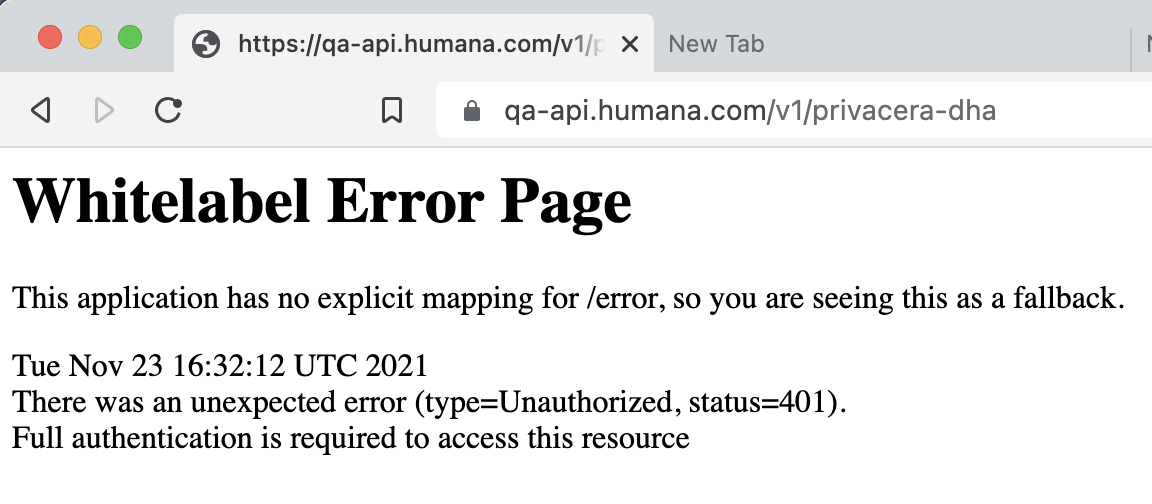 https://qa-api.humana.com/v1/p
New Tab
qa-api.humana.com/v1/privacera-dha
Whitelabel Error Page
This application has no explicit mapping for /error, so you are seeing this as a fallback.
Tue Nov 23 16:32:12 UTC 2021
There was an unexpected error (type=Unauthorized, status=401).
Full authentication is required to access this resource